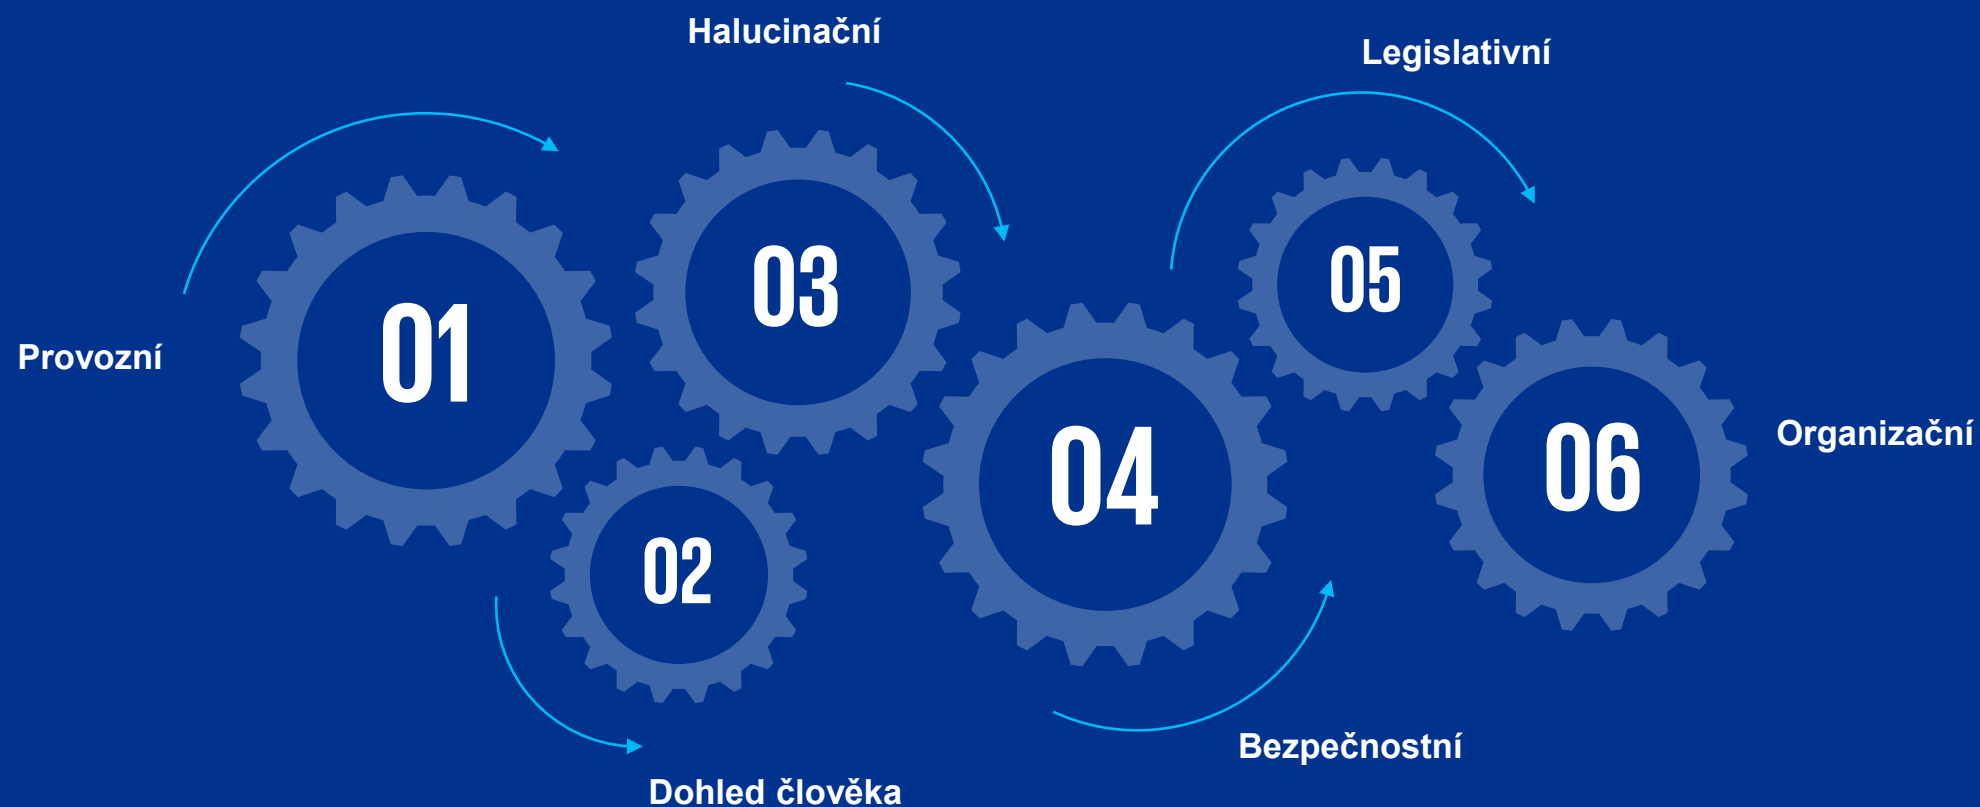 Halucinační
Legislativní
03
05
01
Provozní
Organizační
04
06
02
Bezpečnostní
Dohled člověka